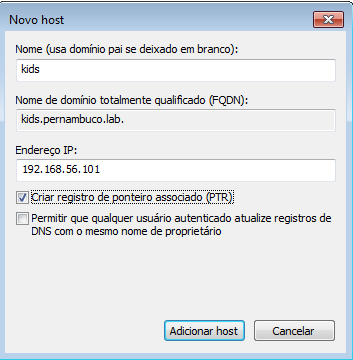 Novo host
Nome (usa domínio pai se deixado em branco):
kids
Nome de domínio totalmente qualificado (FQDN):
kids.pernambuco.lab.
Endereço IP:
192.168.56.101
Criar registro de ponteiro associado (PTR)
Permitir que qualquer usuário autenticado atualize registros de
DNS com o mesmo nome de proprietário
Adicionar host Cancelar